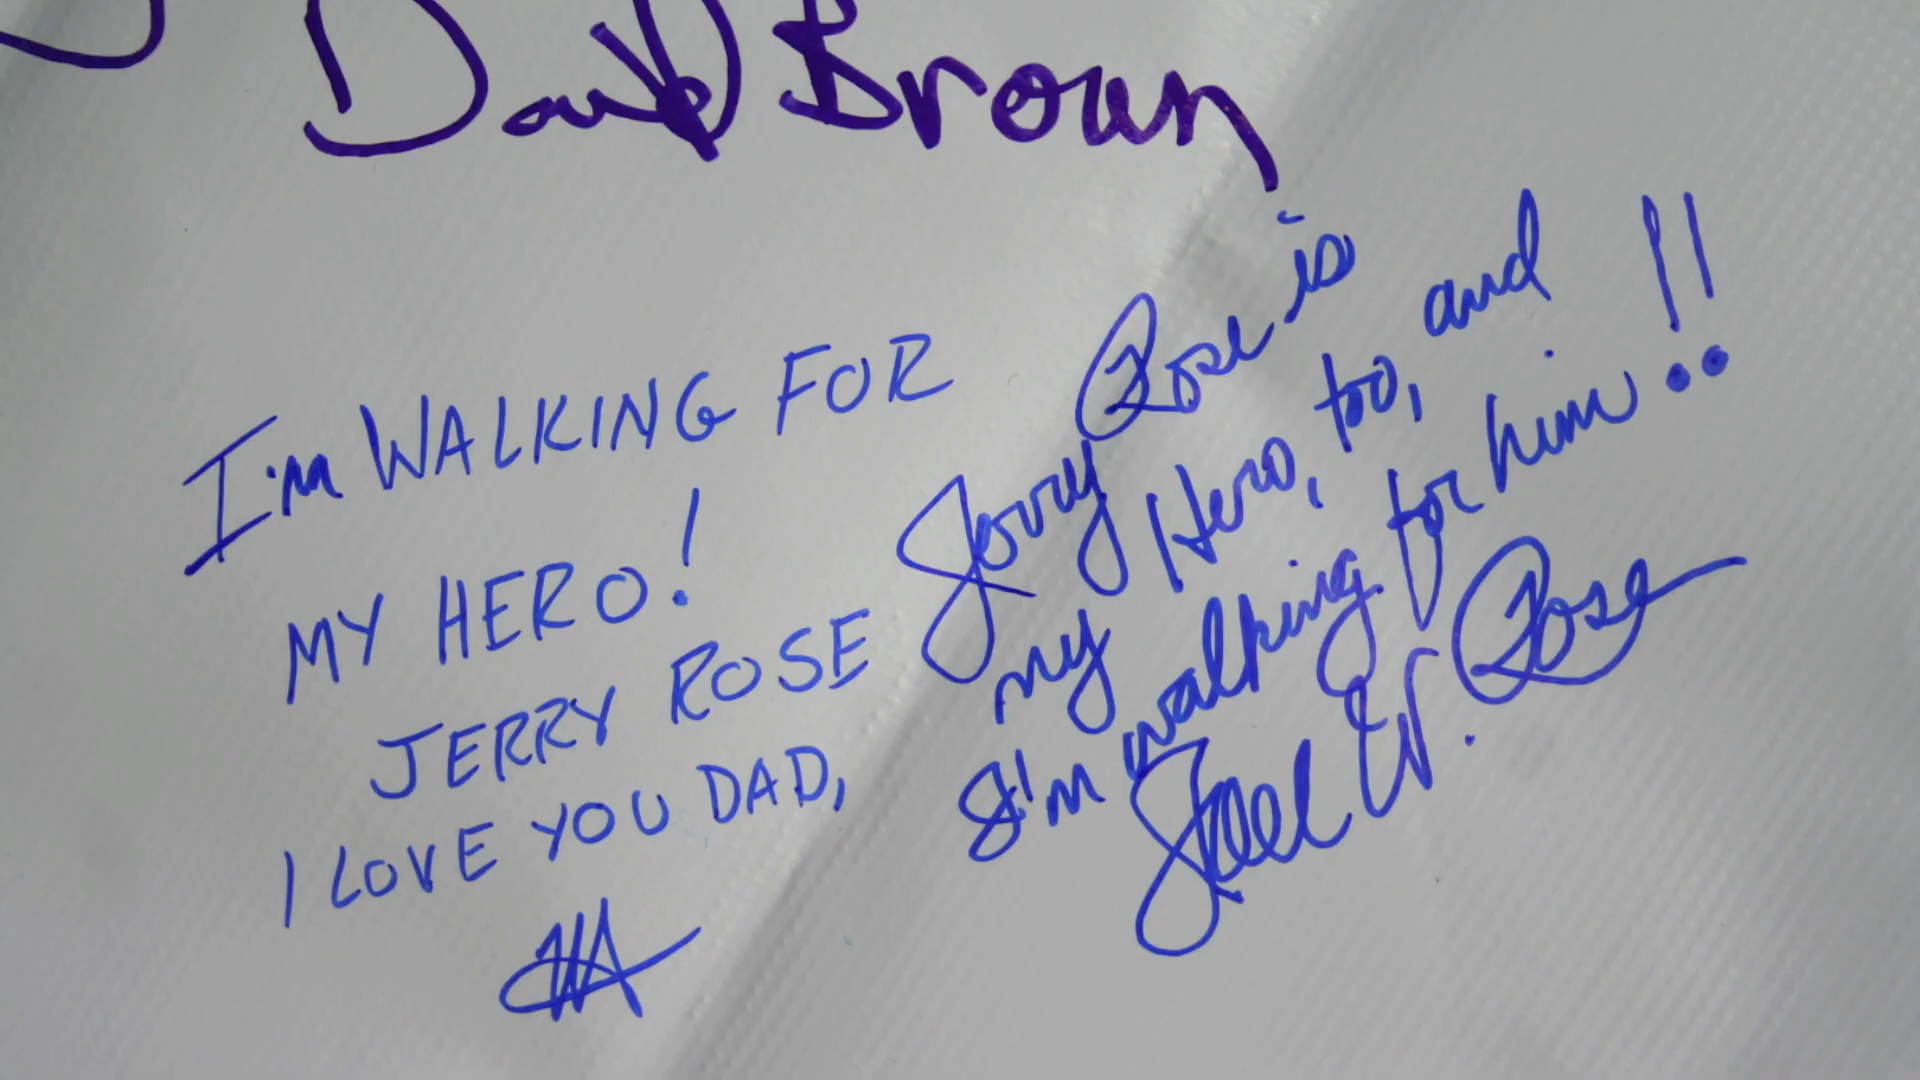 David Brown
I'm WALKING FOR
MY HERO!
JERRY ROSE
I LOVE YOU DAD,
Jerry Rose is
my Hero, too, and
I'm walking for him!!
Joel W. Rose